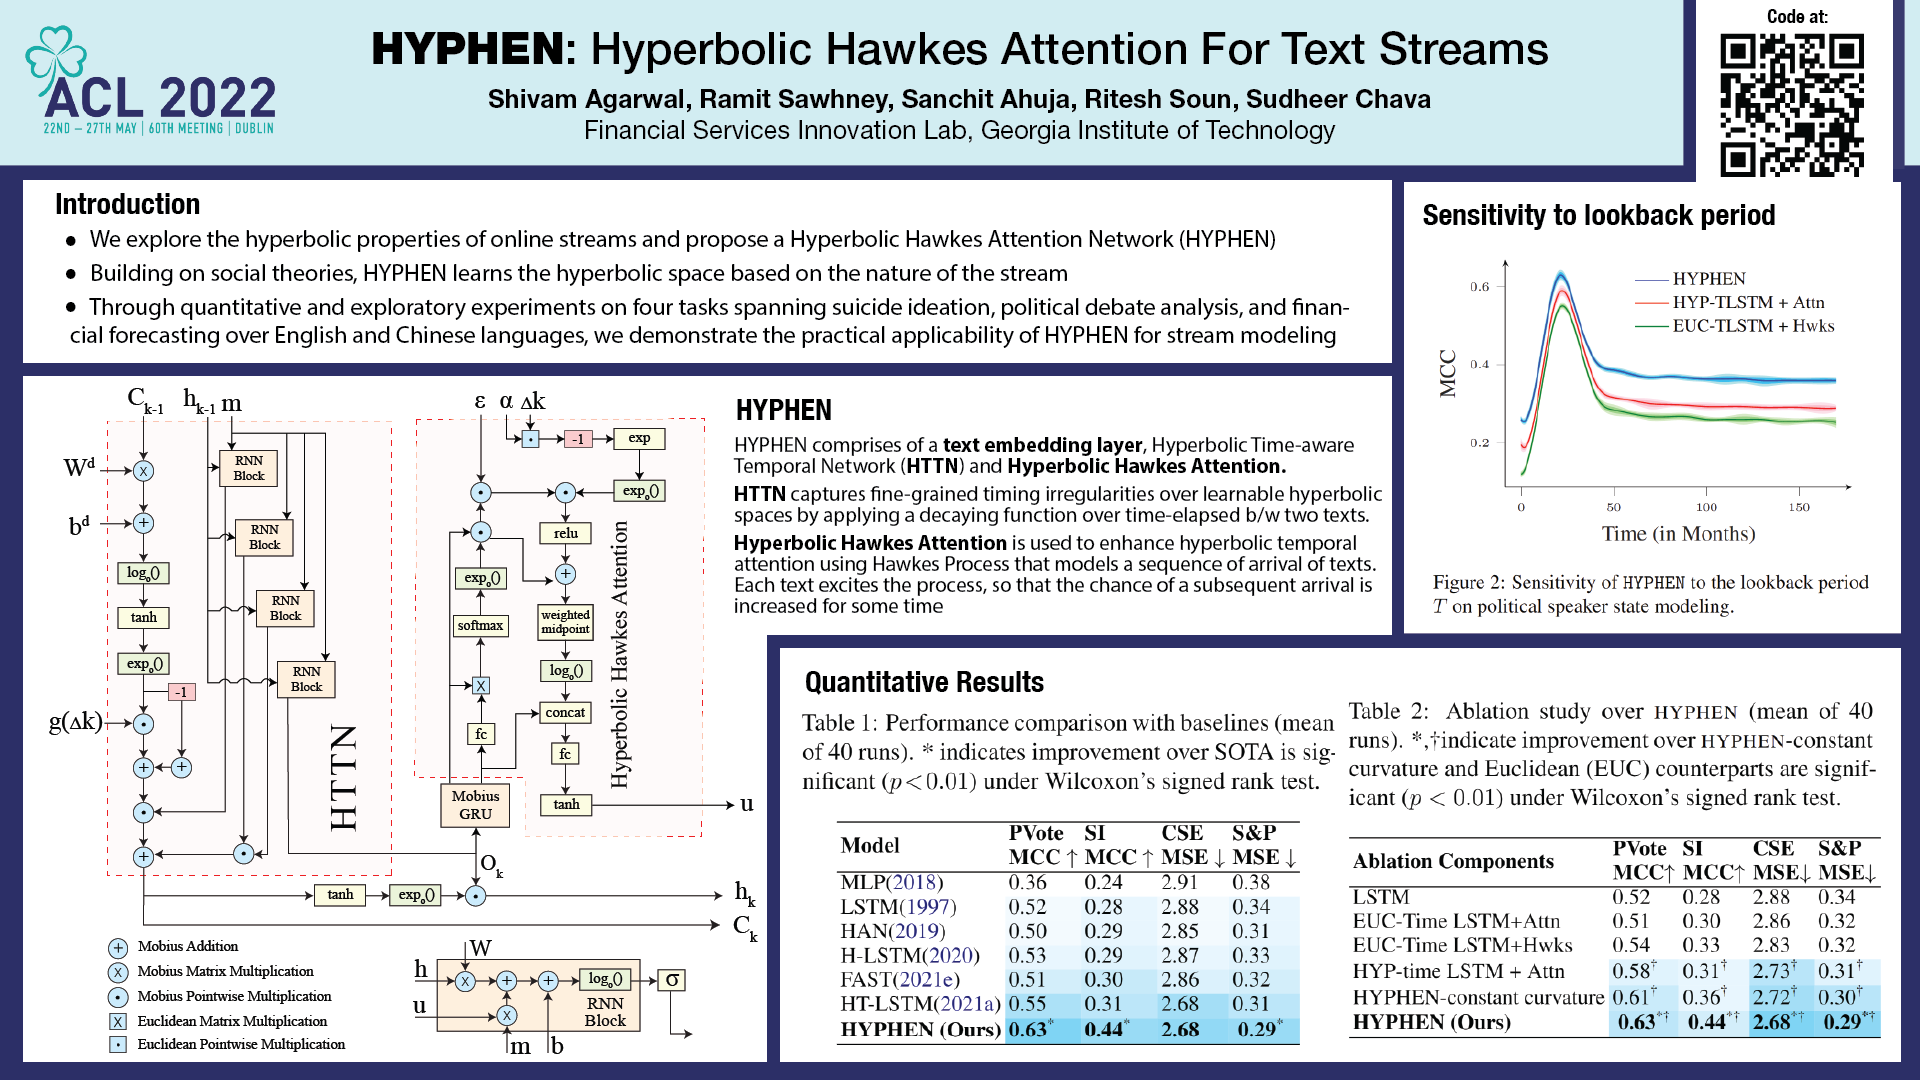 ACL 2022
22ND – 27TH MAY | 60TH MEETING | DUBLIN
HYPHEN: Hyperbolic Hawkes Attention For Text Streams
Shivam Agarwal, Ramit Sawhney, Sanchit Ahuja, Ritesh Soun, Sudheer Chava
Financial Services Innovation Lab, Georgia Institute of Technology
Code at:
Introduction
● We explore the hyperbolic properties of online streams and propose a Hyperbolic Hawkes Attention Network (HYPHEN)
● Building on social theories, HYPHEN learns the hyperbolic space based on the nature of the stream
● Through quantitative and exploratory experiments on four tasks spanning suicide ideation, political debate analysis, and finan-
cial forecasting over English and Chinese languages, we demonstrate the practical applicability of HYPHEN for stream modeling
Sensitivity to lookback period
HYPHEN
HYP-TLSTM + Attn
EUC-TLSTM + Hwks
0.6
0.4
0.2
MCC
0 50 100 150
Time (in Months)
Figure 2: Sensitivity of HYPHEN to the lookback period
T on political speaker state modeling.
C k-1
h k-1
m
W d
b d
log₀()
tanh
exp₀()
-1
g(Δk)
RNN
Block
RNN
Block
RNN
Block
RNN
Block
HTTN
tanh
exp₀()
O k
h k
C k
ε α Δk
-1
exp
exp₀()
relu
exp₀()
softmax
weighted
midpoint
log₀()
concat
fc
fc
tanh
Mobius
GRU
u
Hyperbolic Hawkes Attention
+ Mobius Addition
x Mobius Matrix Multiplication
• Mobius Pointwise Multiplication
X Euclidean Matrix Multiplication
• Euclidean Pointwise Multiplication
W
h
u
log₀()
RNN
Block
σ
m b
HYPHEN
HYPHEN comprises of a text embedding layer, Hyperbolic Time-aware
Temporal Network (HTTN) and Hyperbolic Hawkes Attention.
HTTN captures fine-grained timing irregularities over learnable hyperbolic
spaces by applying a decaying function over time-elapsed b/w two texts.
Hyperbolic Hawkes Attention is used to enhance hyperbolic temporal
attention using Hawkes Process that models a sequence of arrival of texts.
Each text excites the process, so that the chance of a subsequent arrival is
increased for some time
Quantitative Results
Table 1: Performance comparison with baselines (mean
of 40 runs). * indicates improvement over SOTA is sig-
nificant (p<0.01) under Wilcoxon's signed rank test.
Model PVote MCC ↑ SI MCC ↑ CSE MSE ↓ S&P MSE ↓
MLP(2018) 0.36 0.24 2.91 0.38
LSTM(1997) 0.52 0.28 2.88 0.34
HAN(2019) 0.50 0.29 2.85 0.31
H-LSTM(2020) 0.53 0.29 2.87 0.33
FAST(2021e) 0.51 0.30 2.86 0.32
HT-LSTM(2021a) 0.55 0.31 2.68 0.31
HYPHEN (Ours) 0.63* 0.44* 2.68 0.29*
Table 2: Ablation study over HYPHEN (mean of 40
runs). *,†indicate improvement over HYPHEN-constant
curvature and Euclidean (EUC) counterparts are signif-
icant (p < 0.01) under Wilcoxon's signed rank test.
Ablation Components PVote MCC↑ SI MCC↑ CSE MSE↓ S&P MSE↓
LSTM 0.52 0.28 2.88 0.34
EUC-Time LSTM+Attn 0.51 0.30 2.86 0.32
EUC-Time LSTM+Hwks 0.54 0.33 2.83 0.32
HYP-time LSTM + Attn 0.58† 0.31† 2.73† 0.31†
HYPHEN-constant curvature 0.61† 0.36† 2.72† 0.30†
HYPHEN (Ours) 0.63*† 0.44*† 2.68*† 0.29*†